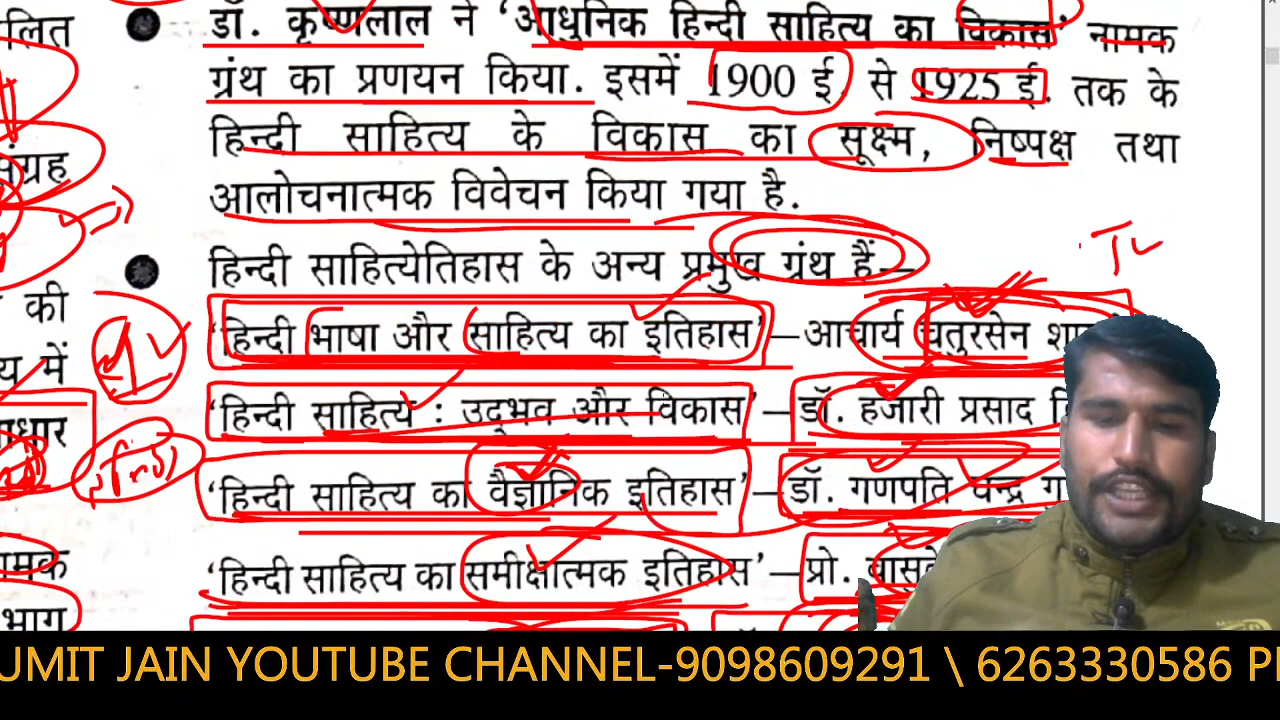 लित
डॉ. कृष्णलाल ने 'आधुनिक हिन्दी साहित्य का विकास' नामक
ग्रंथ का प्रणयन किया. इसमें 1900 ई. से 1925 ई. तक के
हिन्दी साहित्य के विकास का सूक्ष्म, निष्पक्ष तथा
संग्रह
आलोचनात्मक विवेचन किया गया है.
हिन्दी साहित्येतिहास के अन्य प्रमुख ग्रंथ हैं—
की
'हिन्दी भाषा और साहित्य का इतिहास'—आचार्य चतुरसेन
य में
'हिन्दी साहित्य : उद्भव और विकास'—डॉ. हजारी प्रसाद
'हिन्दी साहित्य का वैज्ञानिक इतिहास'—डॉ. गणपति चन्द्र
'हिन्दी साहित्य का समीक्षात्मक इतिहास'—प्रो.
भाग
UMIT JAIN YOUTUBE CHANNEL-9098609291 \ 6263330586